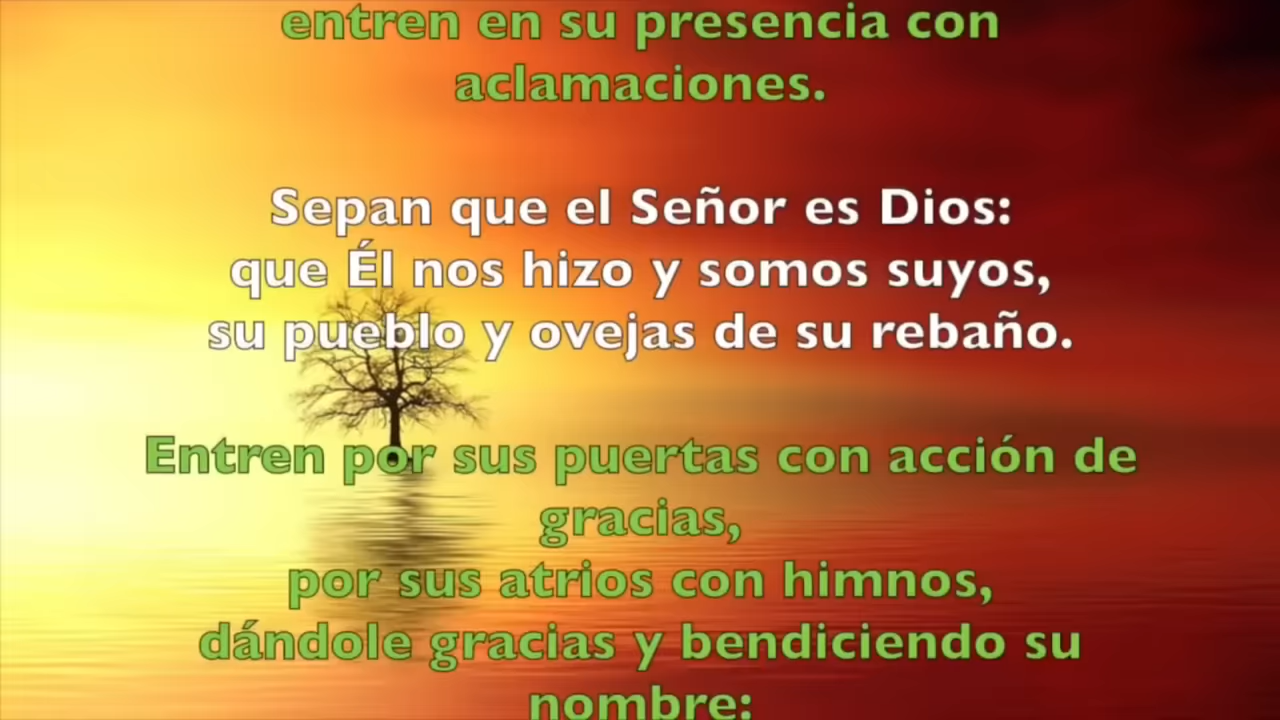 entren en su presencia con
aclamaciones.
Sepan que el Señor es Dios:
que Él nos hizo y somos suyos,
su pueblo y ovejas de su rebaño.
Entren por sus puertas con acción de
gracias,
por sus atrios con himnos,
dándole gracias y bendiciendo su
nombre: